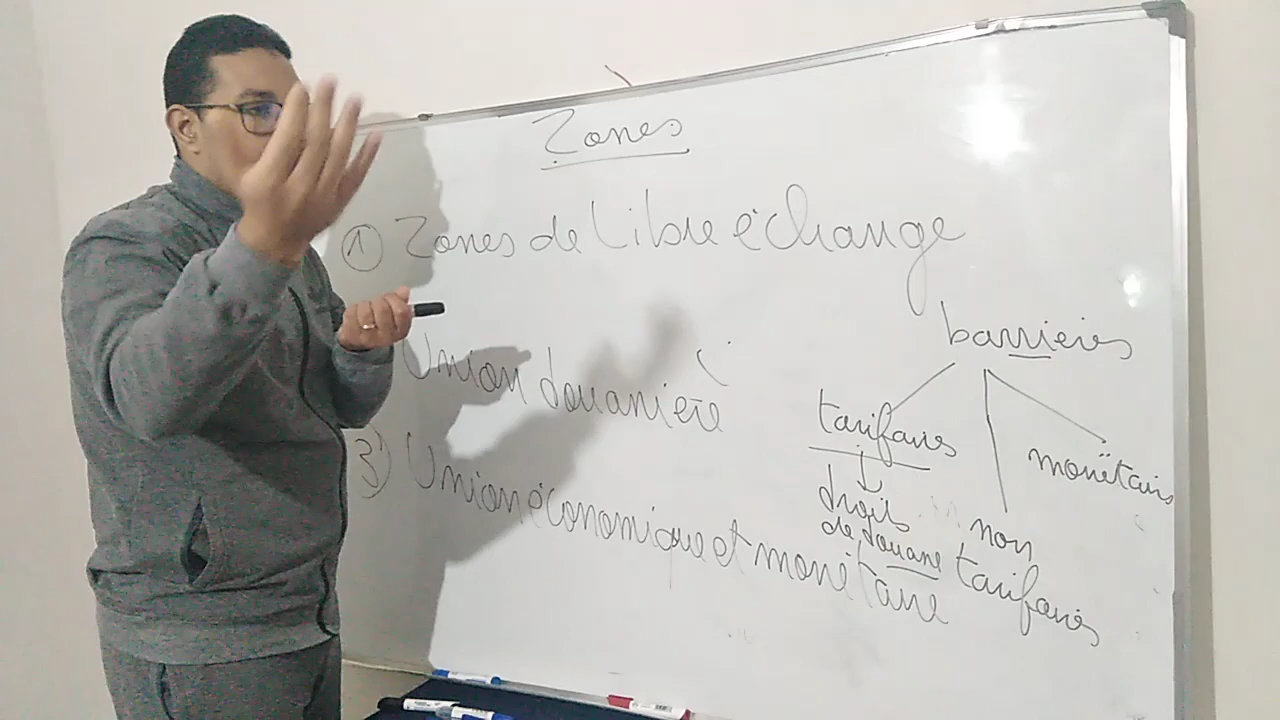 Zones
① Zones de Libre échange
Union douanière
3) Union économique et monétaire
barrières
tarifaires
monétaires
droits
de douane
non
tarifaires